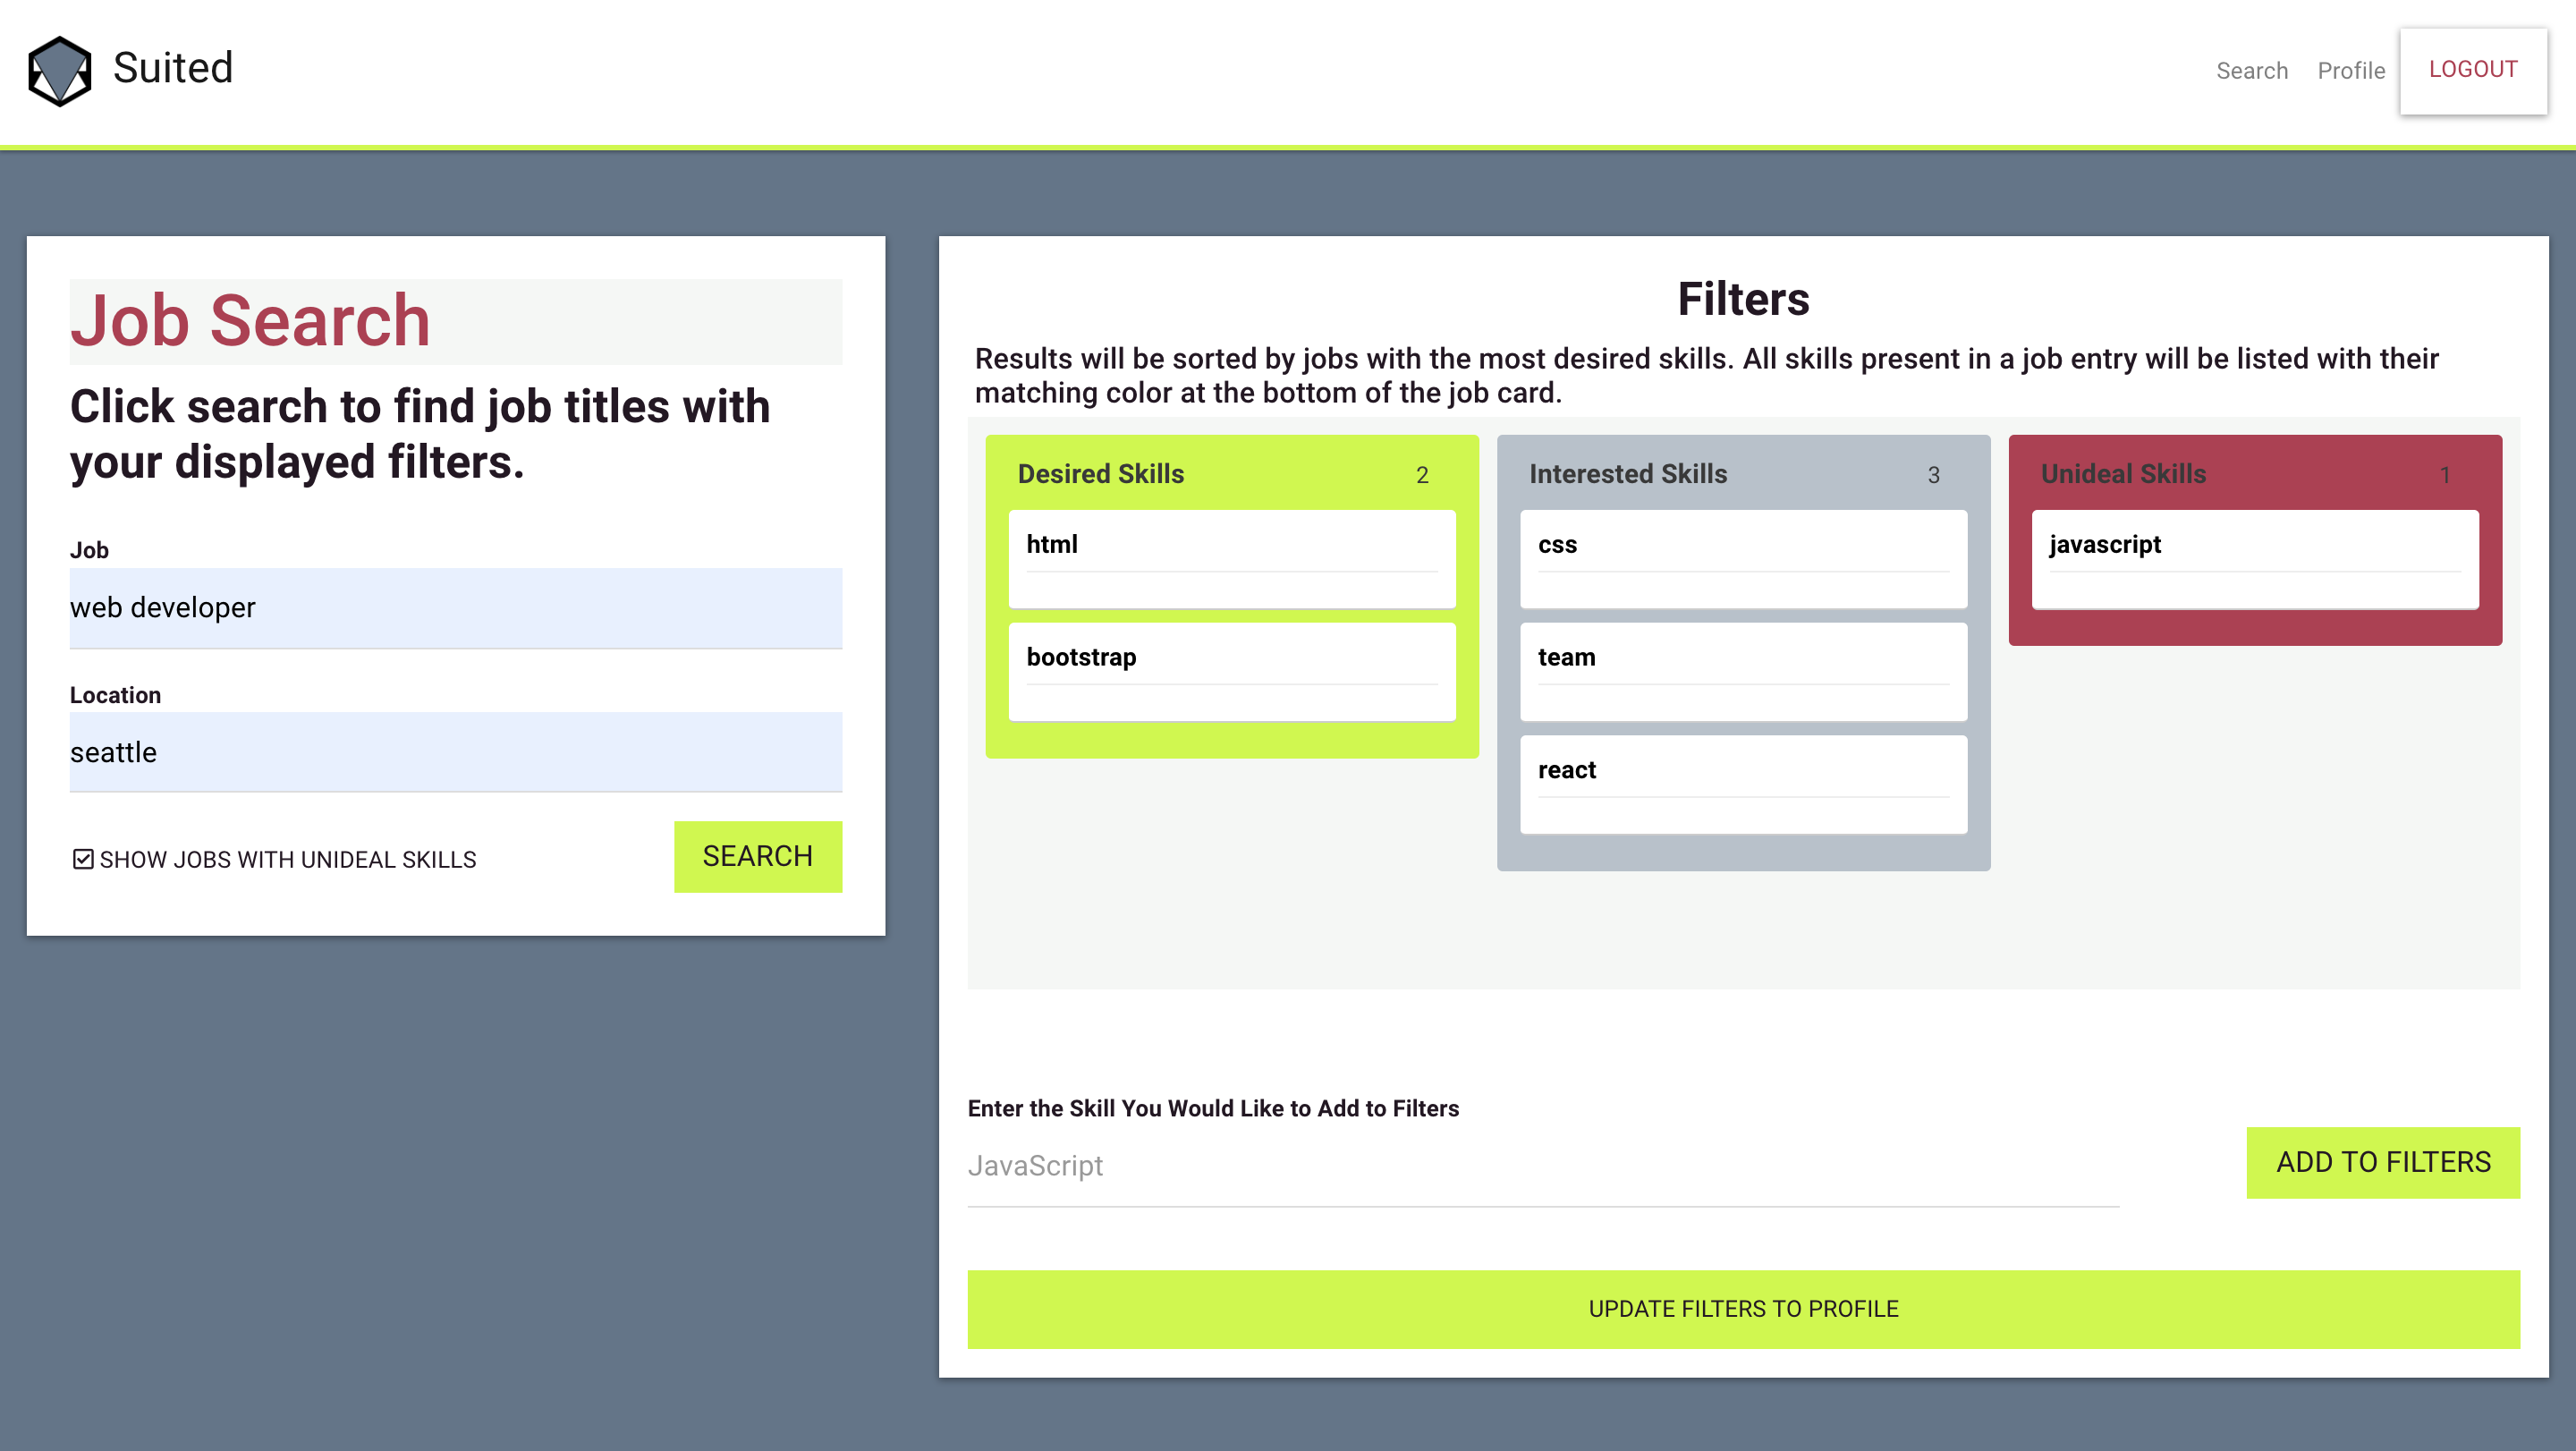 Suited
Search
Profile
LOGOUT
Job Search
Click search to find job titles with
your displayed filters.
Job
web developer
Location
seattle
SHOW JOBS WITH UNIDEAL SKILLS
SEARCH
Filters
Results will be sorted by jobs with the most desired skills. All skills present in a job entry will be listed with their
matching color at the bottom of the job card.
Desired Skills 2
html
bootstrap
Interested Skills 3
css
team
react
Unideal Skills 1
javascript
Enter the Skill You Would Like to Add to Filters
JavaScript
ADD TO FILTERS
UPDATE FILTERS TO PROFILE